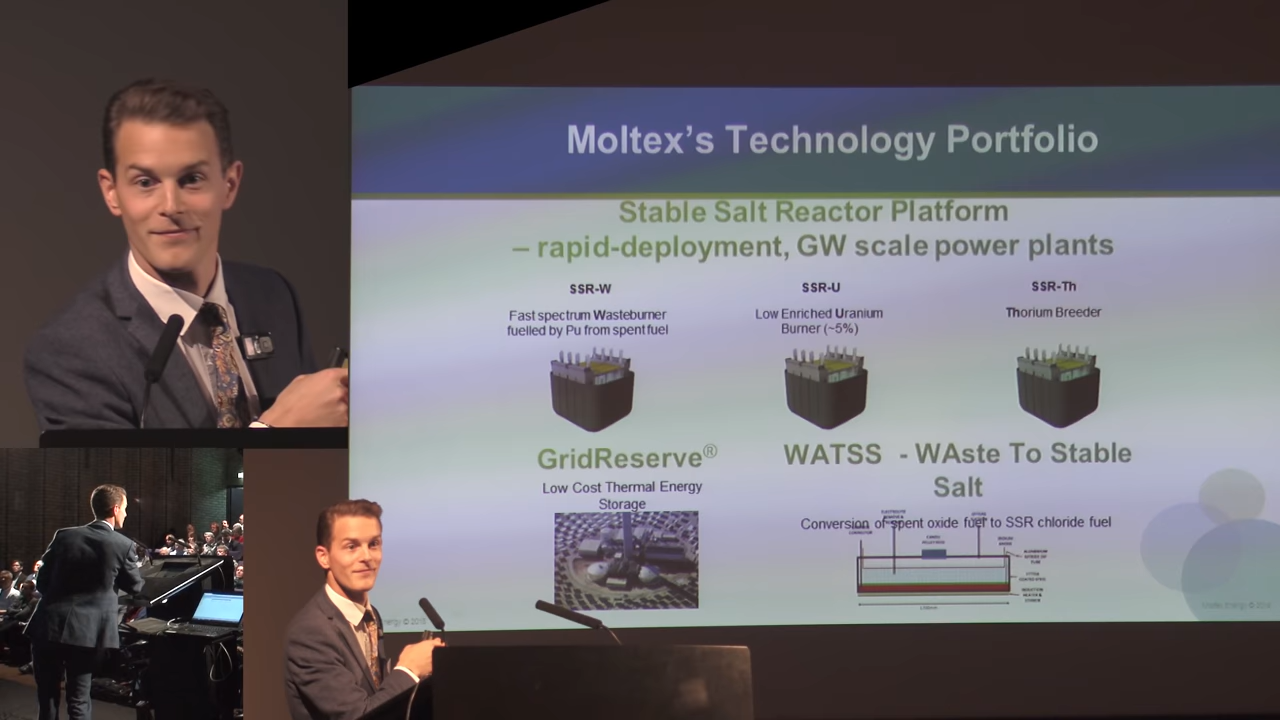 Moltex's Technology Portfolio
Stable Salt Reactor Platform
– rapid-deployment, GW scale power plants
SSR-W
Fast spectrum Wasteburner
fuelled by Pu from spent fuel
SSR-U
Low Enriched Uranium
Burner (~5%)
SSR-Th
Thorium Breeder
GridReserve®
Low Cost Thermal Energy
Storage
WATSS - WAste To Stable
Salt
Conversion of spent oxide fuel to SSR chloride fuel